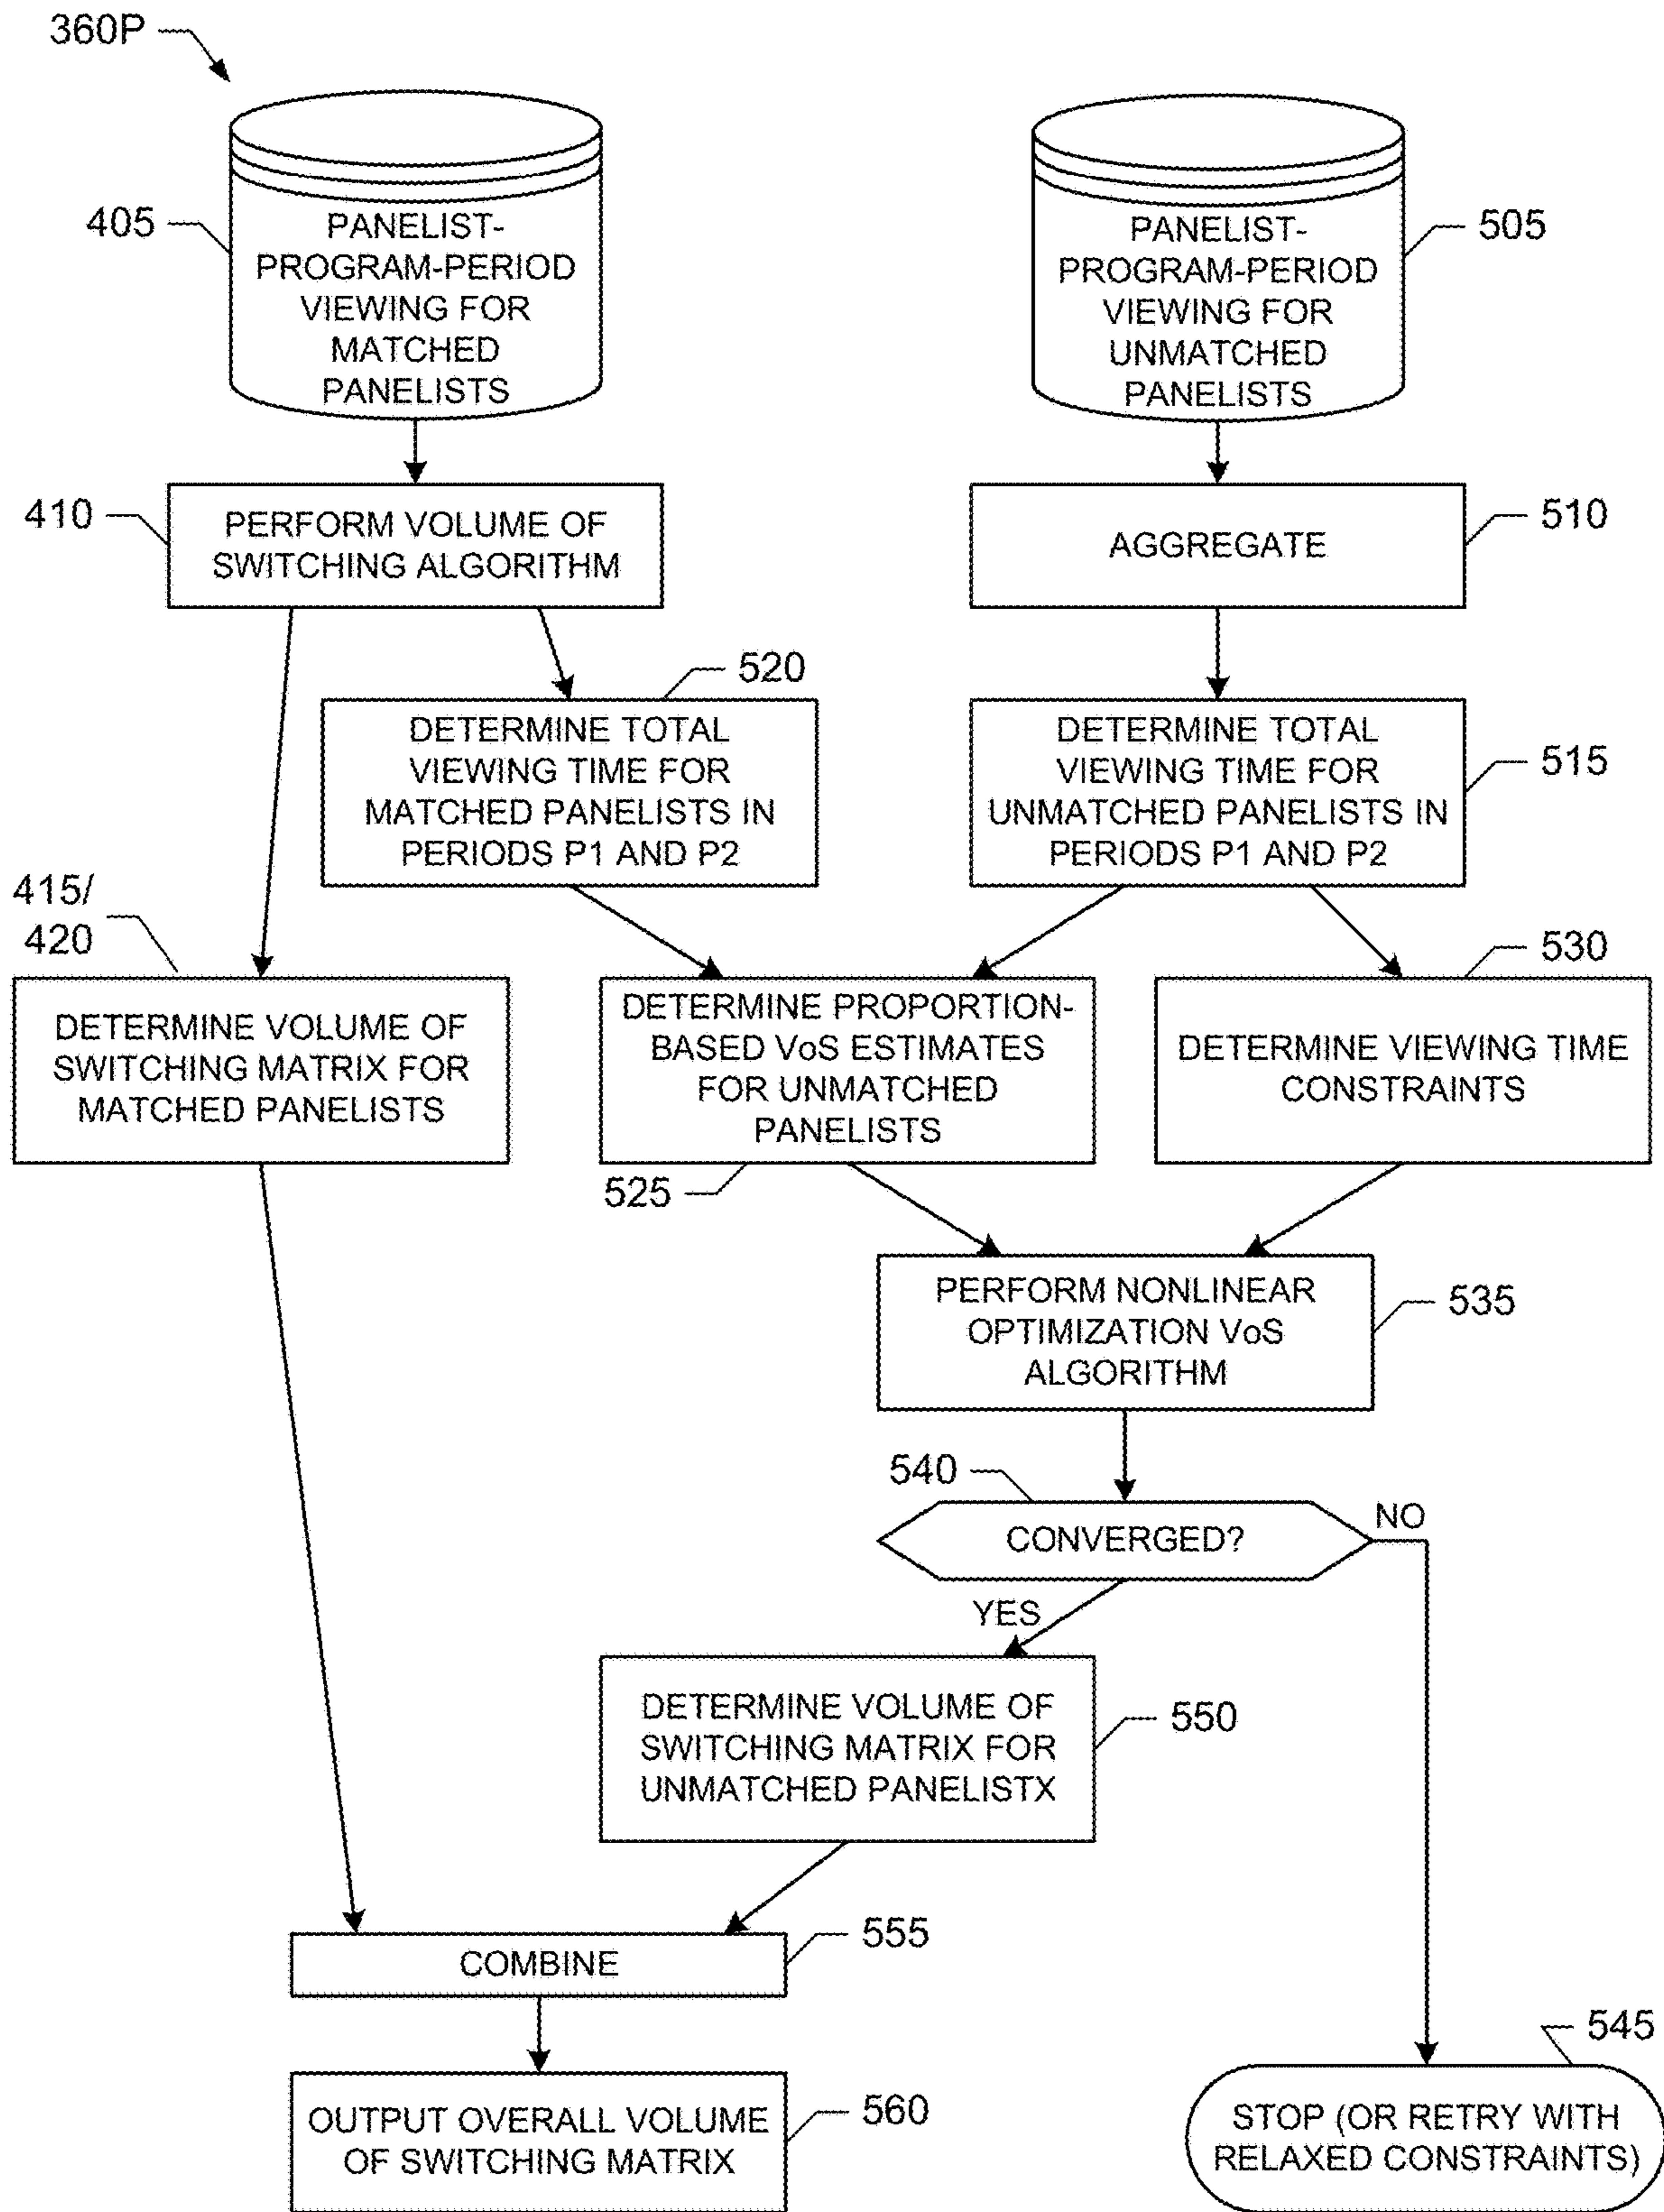 360P
405
PANELIST-
PROGRAM-PERIOD
VIEWING FOR
MATCHED
PANELISTS
PANELIST-
PROGRAM-PERIOD
VIEWING FOR
UNMATCHED
PANELISTS
505
410
PERFORM VOLUME OF
SWITCHING ALGORITHM
AGGREGATE
510
520
DETERMINE TOTAL
VIEWING TIME FOR
MATCHED PANELISTS IN
PERIODS P1 AND P2
DETERMINE TOTAL
VIEWING TIME FOR
UNMATCHED PANELISTS IN
PERIODS P1 AND P2
515
415/
420
DETERMINE VOLUME OF
SWITCHING MATRIX FOR
MATCHED PANELISTS
DETERMINE PROPORTION-
BASED VoS ESTIMATES
FOR UNMATCHED
PANELISTS
525
530
DETERMINE VIEWING TIME
CONSTRAINTS
PERFORM NONLINEAR
OPTIMIZATION VoS
ALGORITHM
535
540
CONVERGED?
NO
YES
DETERMINE VOLUME OF
SWITCHING MATRIX FOR
UNMATCHED PANELISTX
550
COMBINE
555
OUTPUT OVERALL VOLUME
OF SWITCHING MATRIX
560
545
STOP (OR RETRY WITH
RELAXED CONSTRAINTS)